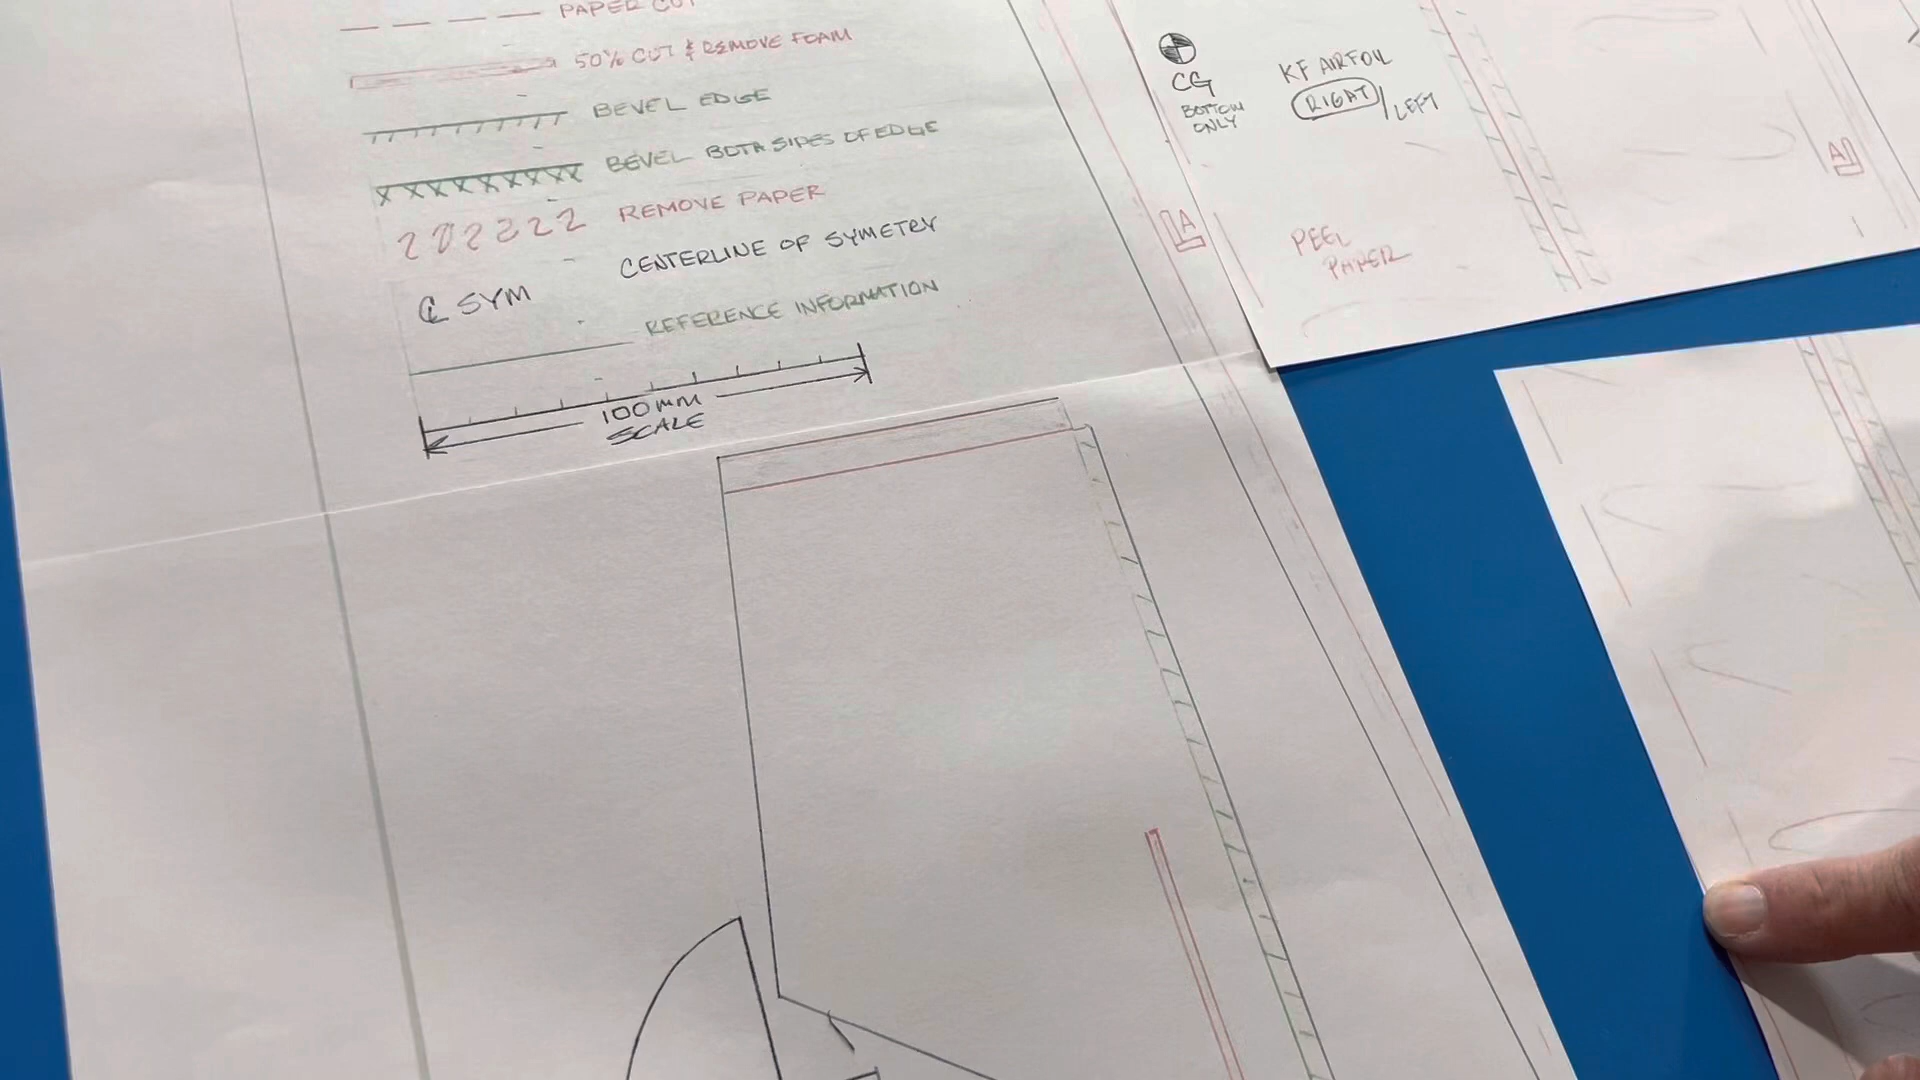 PAPER CUT
50% CUT & REMOVE FOAM
BEVEL EDGE
BEVEL BOTH SIDES OF EDGE
REMOVE PAPER
℄ SYM CENTERLINE OF SYMETRY
REFERENCE INFORMATION
100mm
SCALE
CG
BOTTOM
ONLY
KF AIRFOIL
RIGHT/LEFT
A
PEEL
PAPER
A